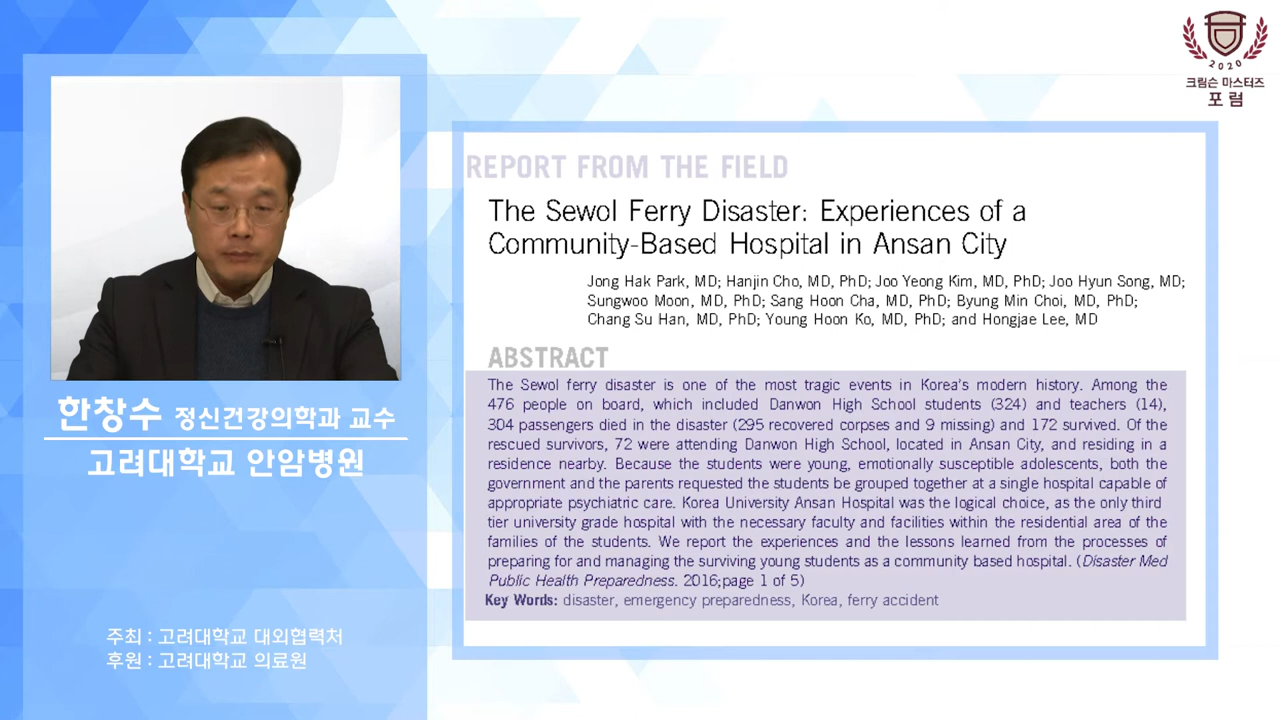 2020
크림슨 마스터즈
포럼
한창수 정신건강의학과 교수
고려대학교 안암병원
주최 : 고려대학교 대외협력처
후원 : 고려대학교 의료원
REPORT FROM THE FIELD
The Sewol Ferry Disaster: Experiences of a
Community-Based Hospital in Ansan City
Jong Hak Park, MD; Hanjin Cho, MD, PhD; Joo Yeong Kim, MD, PhD; Joo Hyun Song, MD;
Sungwoo Moon, MD, PhD; Sang Hoon Cha, MD, PhD; Byung Min Choi, MD, PhD;
Chang Su Han, MD, PhD; Young Hoon Ko, MD, PhD; and Hongjae Lee, MD
ABSTRACT
The Sewol ferry disaster is one of the most tragic events in Korea's modern history. Among the
476 people on board, which included Danwon High School students (324) and teachers (14),
304 passengers died in the disaster (295 recovered corpses and 9 missing) and 172 survived. Of the
rescued survivors, 72 were attending Danwon High School, located in Ansan City, and residing in a
residence nearby. Because the students were young, emotionally susceptible adolescents, both the
government and the parents requested the students be grouped together at a single hospital capable of
appropriate psychiatric care. Korea University Ansan Hospital was the logical choice, as the only third
tier university grade hospital with the necessary faculty and facilities within the residential area of the
families of the students. We report the experiences and the lessons learned from the processes of
preparing for and managing the surviving young students as a community based hospital. (Disaster Med
Public Health Preparedness. 2016;page 1 of 5)
Key Words: disaster, emergency preparedness, Korea, ferry accident